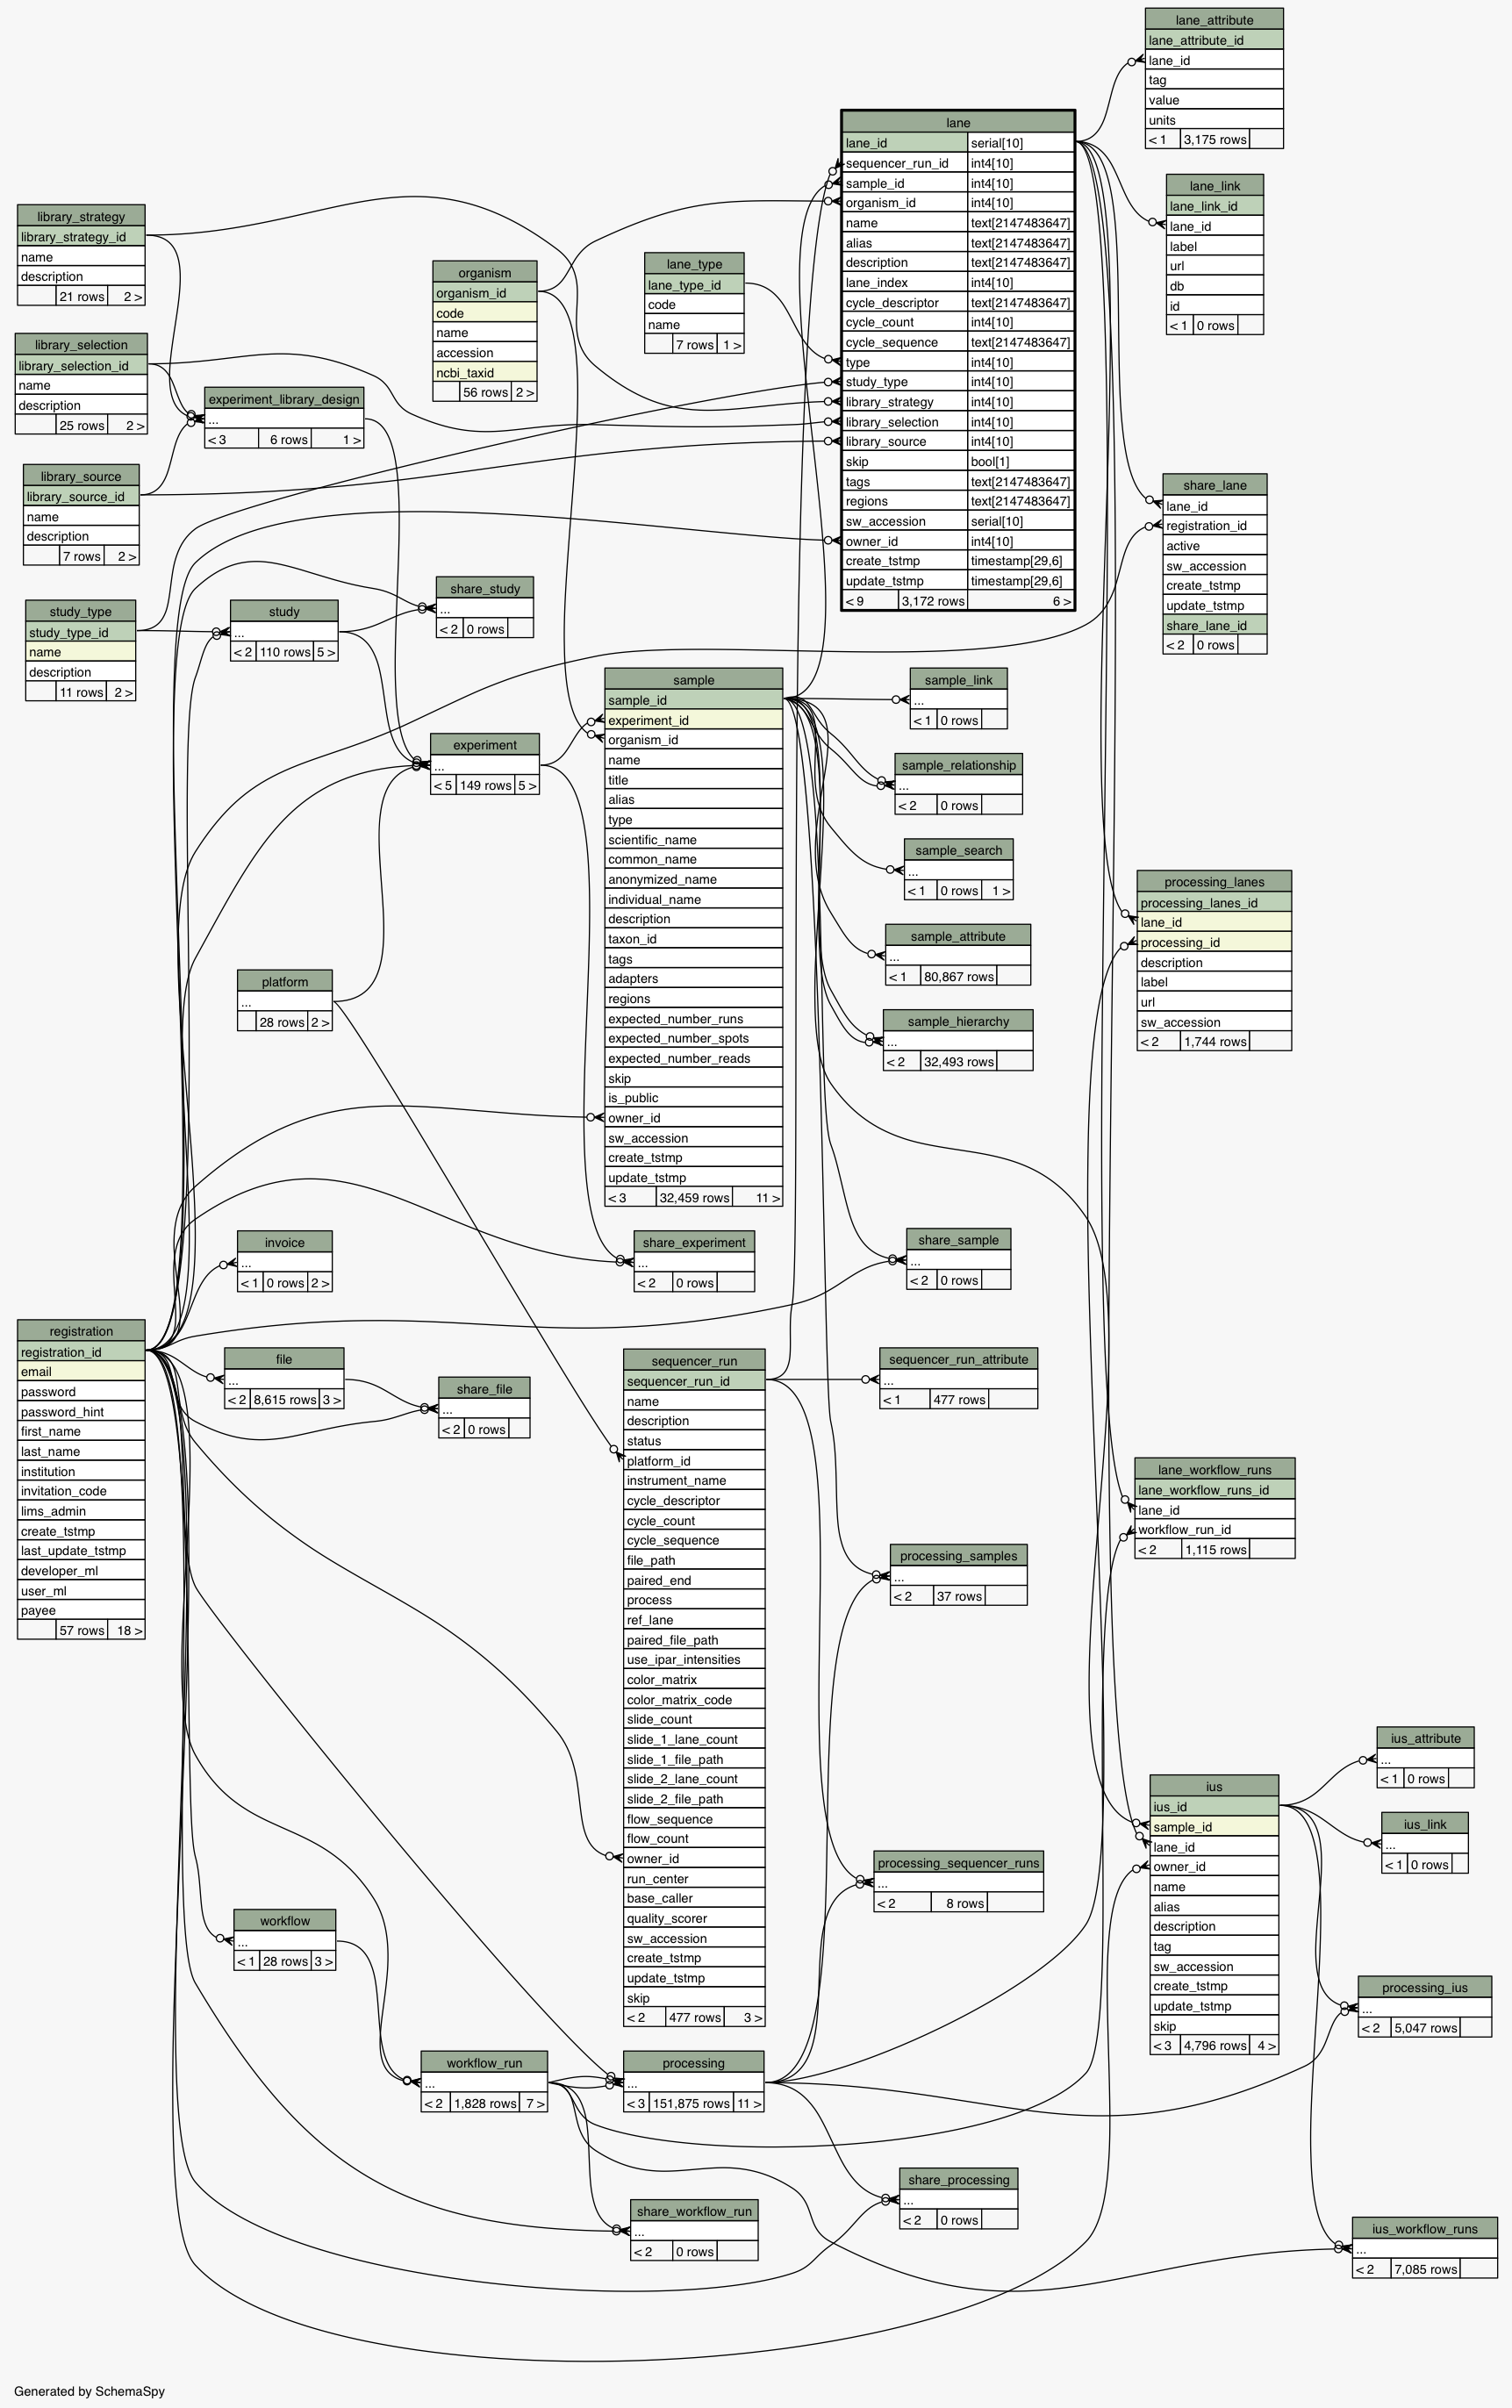 lane_attribute
lane_attribute_id
lane_id
tag
value
units
< 1 3,175 rows
lane
lane_id serial[10]
sequencer_run_id int4[10]
sample_id int4[10]
organism_id int4[10]
name text[2147483647]
alias text[2147483647]
description text[2147483647]
lane_index int4[10]
cycle_descriptor text[2147483647]
cycle_count int4[10]
cycle_sequence text[2147483647]
type int4[10]
study_type int4[10]
library_strategy int4[10]
library_selection int4[10]
library_source int4[10]
skip bool[1]
tags text[2147483647]
regions text[2147483647]
sw_accession serial[10]
owner_id int4[10]
create_tstmp timestamp[29,6]
update_tstmp timestamp[29,6]
< 9 3,172 rows 6 >
lane_link
lane_link_id
lane_id
label
url
db
id
< 1 0 rows
library_strategy
library_strategy_id
name
description
21 rows 2 >
organism
organism_id
code
name
accession
ncbi_taxid
56 rows 2 >
lane_type
lane_type_id
code
name
7 rows 1 >
library_selection
library_selection_id
name
description
25 rows 2 >
experiment_library_design
...
< 3 6 rows 1 >
library_source
library_source_id
name
description
7 rows 2 >
share_lane
lane_id
registration_id
active
sw_accession
create_tstmp
update_tstmp
share_lane_id
< 2 0 rows
study_type
study_type_id
name
description
11 rows 2 >
study
...
< 2 110 rows 5 >
share_study
...
< 2 0 rows
sample
sample_id
experiment_id
organism_id
name
title
alias
type
scientific_name
common_name
anonymized_name
individual_name
description
taxon_id
tags
adapters
regions
expected_number_runs
expected_number_spots
expected_number_reads
skip
is_public
owner_id
sw_accession
create_tstmp
update_tstmp
< 3 32,459 rows 11 >
sample_link
...
< 1 0 rows
experiment
...
< 5 149 rows 5 >
sample_relationship
...
< 2 0 rows
sample_search
...
< 1 0 rows 1 >
processing_lanes
processing_lanes_id
lane_id
processing_id
description
label
url
sw_accession
< 2 1,744 rows
sample_attribute
...
< 1 80,867 rows
platform
...
28 rows 2 >
sample_hierarchy
...
< 2 32,493 rows
invoice
...
< 1 0 rows 2 >
share_experiment
...
< 2 0 rows
share_sample
...
< 2 0 rows
registration
registration_id
email
password
password_hint
first_name
last_name
institution
invitation_code
lims_admin
create_tstmp
last_update_tstmp
developer_ml
user_ml
payee
57 rows 18 >
file
...
< 2 8,615 rows 3 >
share_file
...
< 2 0 rows
sequencer_run
sequencer_run_id
name
description
status
platform_id
instrument_name
cycle_descriptor
cycle_count
cycle_sequence
file_path
paired_end
process
ref_lane
paired_file_path
use_ipar_intensities
color_matrix
color_matrix_code
slide_count
slide_1_lane_count
slide_1_file_path
slide_2_lane_count
slide_2_file_path
flow_sequence
flow_count
owner_id
run_center
base_caller
quality_scorer
sw_accession
create_tstmp
update_tstmp
skip
< 2 477 rows 3 >
sequencer_run_attribute
...
< 1 477 rows
lane_workflow_runs
lane_workflow_runs_id
lane_id
workflow_run_id
< 2 1,115 rows
processing_samples
...
< 2 37 rows
ius_attribute
...
< 1 0 rows
ius
ius_id
sample_id
lane_id
owner_id
name
alias
description
tag
sw_accession
create_tstmp
update_tstmp
skip
< 3 4,796 rows 4 >
ius_link
...
< 1 0 rows
processing_sequencer_runs
...
< 2 8 rows
workflow
...
< 1 28 rows 3 >
processing_ius
...
< 2 5,047 rows
workflow_run
...
< 2 1,828 rows 7 >
processing
...
< 3 151,875 rows 11 >
share_processing
...
< 2 0 rows
share_workflow_run
...
< 2 0 rows
ius_workflow_runs
...
< 2 7,085 rows
Generated by SchemaSpy